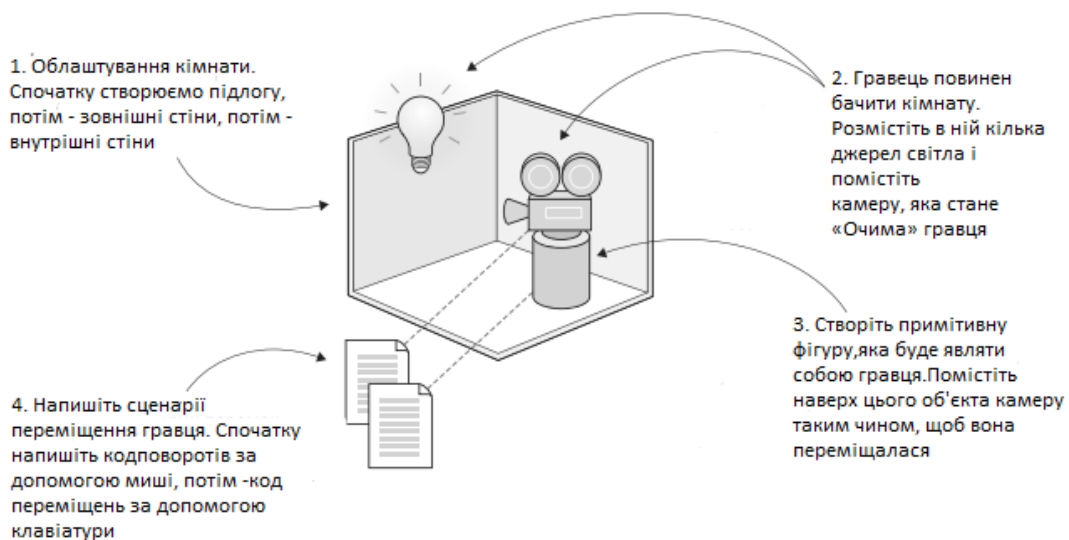 1. Облаштування кімнати.
Спочатку створюємо підлогу,
потім - зовнішні стіни, потім -
внутрішні стіни
2. Гравець повинен
бачити кімнату.
Розмістіть в ній кілька
джерел світла і
помістіть
камеру, яка стане
«Очима» гравця
3. Створіть примітивну
фігуру,яка буде являти
собою гравця.Помістіть
наверх цього об'єкта камеру
таким чином, щоб вона
переміщалася
4. Напишіть сценарії
переміщення гравця. Спочатку
напишіть кодповоротів за
допомогою миші, потім -код
переміщень за допомогою
клавіатури